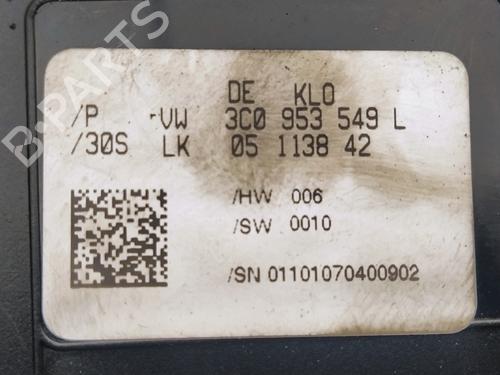 DE KLO
/P -VW 3C0 953 549 L
/30S LK 05 1138 42
/HW 006
/SW 0010
/SN 01101070400902
B-PARTS